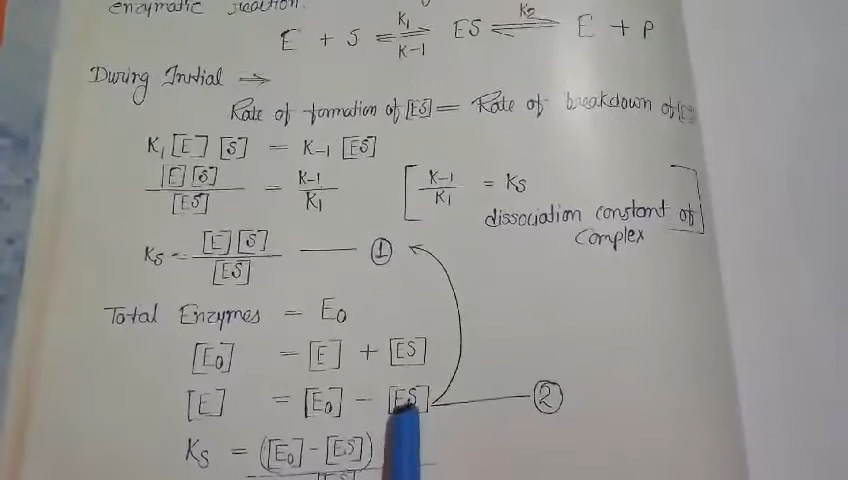 enzymatic reaction.
E + S ⇌ ES ⇌ E + P
K1 K-1 K2
During Initial →
Rate of formation of [ES] = Rate of breakdown of [ES]
K1 [E] [S] = K-1 [ES]
[E][S] / [ES] = K-1 / K1 [ K-1 / K1 = Ks
dissociation constant of ]
Complex
Ks = [E][S] / [ES] —— ①
Total Enzymes = E0
[E0] = [E] + [ES]
[E] = [E0] - [ES] —— ②
Ks = ([E0] - [ES])